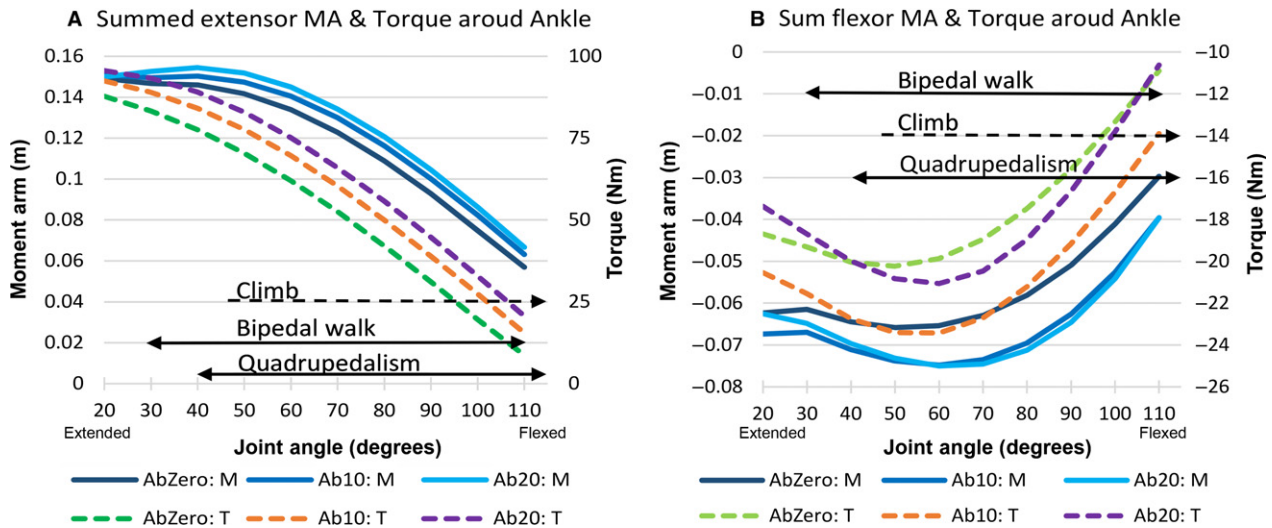 A Summed extensor MA & Torque aroud Ankle
0.16
0.14
0.12
0.1
0.08
0.06
0.04
0.02
0
Moment arm (m)
100
75
50
25
0
Torque (Nm)
Climb
Bipedal walk
Quadrupedalism
20 30 40 50 60 70 80 90 100 110
Extended Flexed
Joint angle (degrees)
AbZero: M Ab10: M Ab20: M
AbZero: T Ab10: T Ab20: T
B Sum flexor MA & Torque aroud Ankle
0
−0.01
−0.02
−0.03
−0.04
−0.05
−0.06
−0.07
−0.08
Moment arm (m)
−10
−12
−14
−16
−18
−20
−22
−24
−26
Torque (Nm)
Bipedal walk
Climb
Quadrupedalism
20 30 40 50 60 70 80 90 100 110
Extended Flexed
Joint angle (degrees)
AbZero: M Ab10: M Ab20: M
AbZero: T Ab10: T Ab20: T